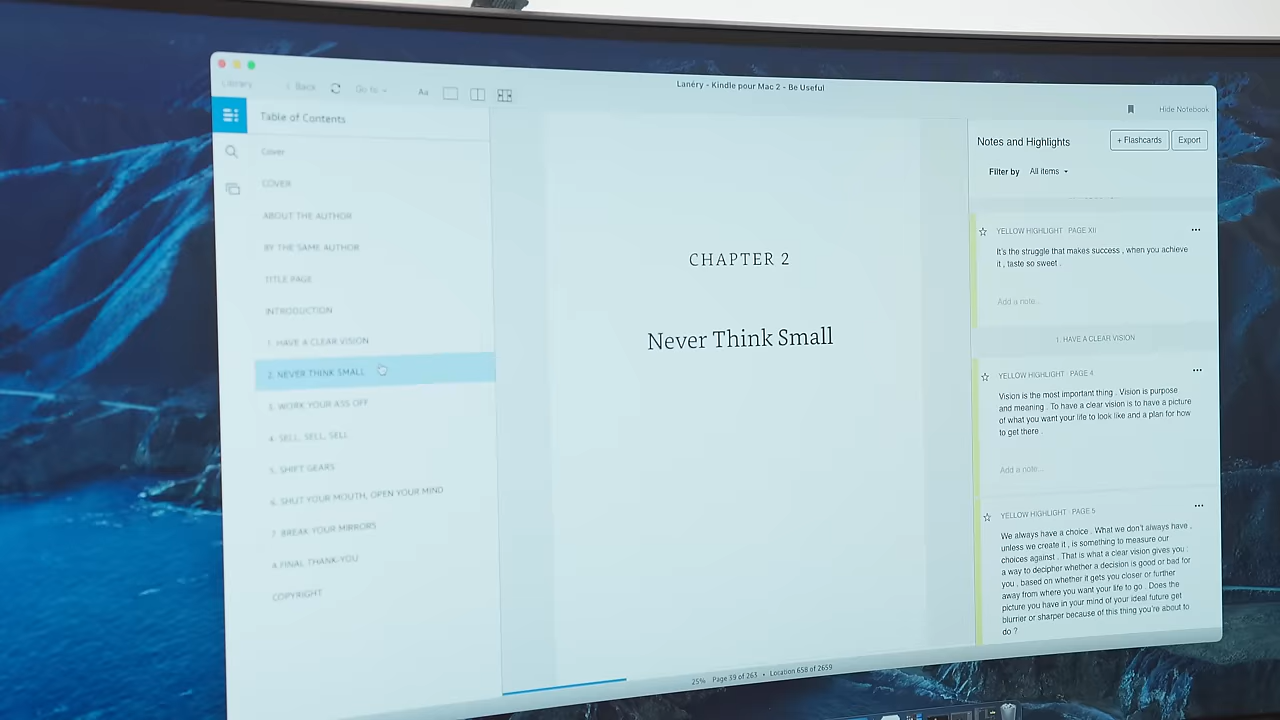 Lanéry - Kindle pour Mac 2 - Be Useful
Library
Back
Go to
Aa
Hide Notebook
Table of Contents
Cover
COVER
ABOUT THE AUTHOR
BY THE SAME AUTHOR
TITLE PAGE
INTRODUCTION
1. HAVE A CLEAR VISION
2. NEVER THINK SMALL
3. WORK YOUR ASS OFF
4. SELL, SELL, SELL
5. SHIFT GEARS
6. SHUT YOUR MOUTH, OPEN YOUR MIND
7. BREAK YOUR MIRRORS
A FINAL THANK-YOU
COPYRIGHT
CHAPTER 2
Never Think Small
25% Page 39 of 263 • Location 658 of 2659
Notes and Highlights
+ Flashcards
Export
Filter by All items
YELLOW HIGHLIGHT | PAGE XII
It's the struggle that makes success , when you achieve
it , taste so sweet .
Add a note...
1. HAVE A CLEAR VISION
YELLOW HIGHLIGHT | PAGE 4
Vision is the most important thing . Vision is purpose
and meaning . To have a clear vision is to have a picture
of what you want your life to look like and a plan for how
to get there .
Add a note...
YELLOW HIGHLIGHT | PAGE 5
We always have a choice . What we don't always have ,
unless we create it , is something to measure our
choices against . That is what a clear vision gives you :
a way to decipher whether a decision is good or bad for
you , based on whether it gets you closer or further
away from where you want your life to go . Does the
picture you have in your mind of your ideal future get
blurrier or sharper because of this thing you're about to
do ?